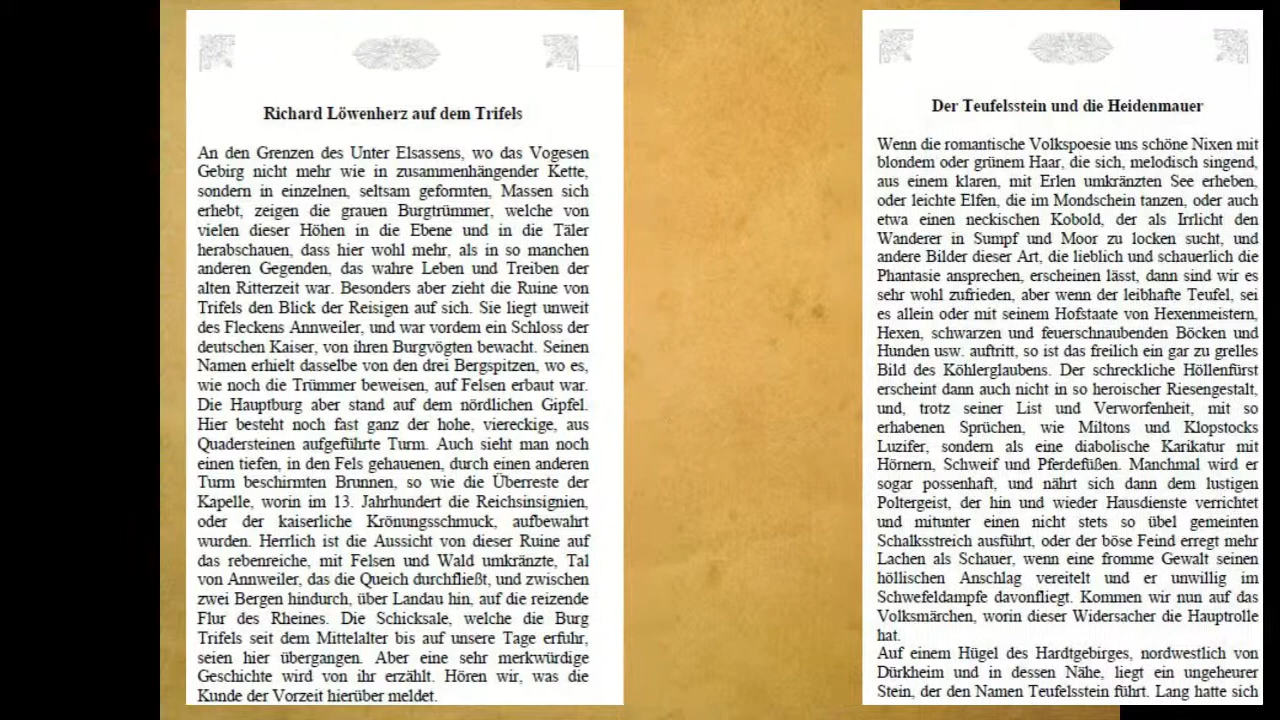 Richard Löwenherz auf dem Trifels
An den Grenzen des Unter Elsassens, wo das Vogesen
Gebirg nicht mehr wie in zusammenhängender Kette,
sondern in einzelnen, seltsam geformten, Massen sich
erhebt, zeigen die grauen Burgtrümmer, welche von
vielen dieser Höhen in die Ebene und in die Täler
herabschauen, dass hier wohl mehr, als in so manchen
anderen Gegenden, das wahre Leben und Treiben der
alten Ritterzeit war. Besonders aber zieht die Ruine von
Trifels den Blick der Reisigen auf sich. Sie liegt unweit
des Fleckens Annweiler, und war vordem ein Schloss der
deutschen Kaiser, von ihren Burgvögten bewacht. Seinen
Namen erhielt dasselbe von den drei Bergspitzen, wo es,
wie noch die Trümmer beweisen, auf Felsen erbaut war.
Die Hauptburg aber stand auf dem nördlichen Gipfel.
Hier besteht noch fast ganz der hohe, viereckige, aus
Quadersteinen aufgeführte Turm. Auch sieht man noch
einen tiefen, in den Fels gehauenen, durch einen anderen
Turm beschirmten Brunnen, so wie die Überreste der
Kapelle, worin im 13. Jahrhundert die Reichsinsignien,
oder der kaiserliche Krönungsschmuck, aufbewahrt
wurden. Herrlich ist die Aussicht von dieser Ruine auf
das rebenreiche, mit Felsen und Wald umkränzte, Tal
von Annweiler, das die Queich durchfließt, und zwischen
zwei Bergen hindurch, über Landau hin, auf die reizende
Flur des Rheines. Die Schicksale, welche die Burg
Trifels seit dem Mittelalter bis auf unsere Tage erfuhr,
seien hier übergangen. Aber eine sehr merkwürdige
Geschichte wird von ihr erzählt. Hören wir, was die
Kunde der Vorzeit hierüber meldet.
Der Teufelsstein und die Heidenmauer
Wenn die romantische Volkspoesie uns schöne Nixen mit
blondem oder grünem Haar, die sich, melodisch singend,
aus einem klaren, mit Erlen umkränzten See erheben,
oder leichte Elfen, die im Mondschein tanzen, oder auch
etwa einen neckischen Kobold, der als Irrlicht den
Wanderer in Sumpf und Moor zu locken sucht, und
andere Bilder dieser Art, die lieblich und schauerlich die
Phantasie ansprechen, erscheinen lässt, dann sind wir es
sehr wohl zufrieden, aber wenn der leibhafte Teufel, sei
es allein oder mit seinem Hofstaate von Hexenmeistern,
Hexen, schwarzen und feuerschnaubenden Böcken und
Hunden usw. auftritt, so ist das freilich ein gar zu grelles
Bild des Köhlerglaubens. Der schreckliche Höllenfürst
erscheint dann auch nicht in so heroischer Riesengestalt,
und, trotz seiner List und Verworfenheit, mit so
erhabenen Sprüchen, wie Miltons und Klopstocks
Luzifer, sondern als eine diabolische Karikatur mit
Hörnern, Schweif und Pferdefüßen. Manchmal wird er
sogar possenhaft, und nährt sich dann dem lustigen
Poltergeist, der hin und wieder Hausdienste verrichtet
und mitunter einen nicht stets so übel gemeinten
Schalksstreich ausführt, oder der böse Feind erregt mehr
Lachen als Schauer, wenn eine fromme Gewalt seinen
höllischen Anschlag vereitelt und er unwillig im
Schwefeldampfe davonfliegt. Kommen wir nun auf das
Volksmärchen, worin dieser Widersacher die Hauptrolle
hat.
Auf einem Hügel des Hardtgebirges, nordwestlich von
Dürkheim und in dessen Nähe, liegt ein ungeheurer
Stein, der den Namen Teufelsstein führt. Lang hatte sich